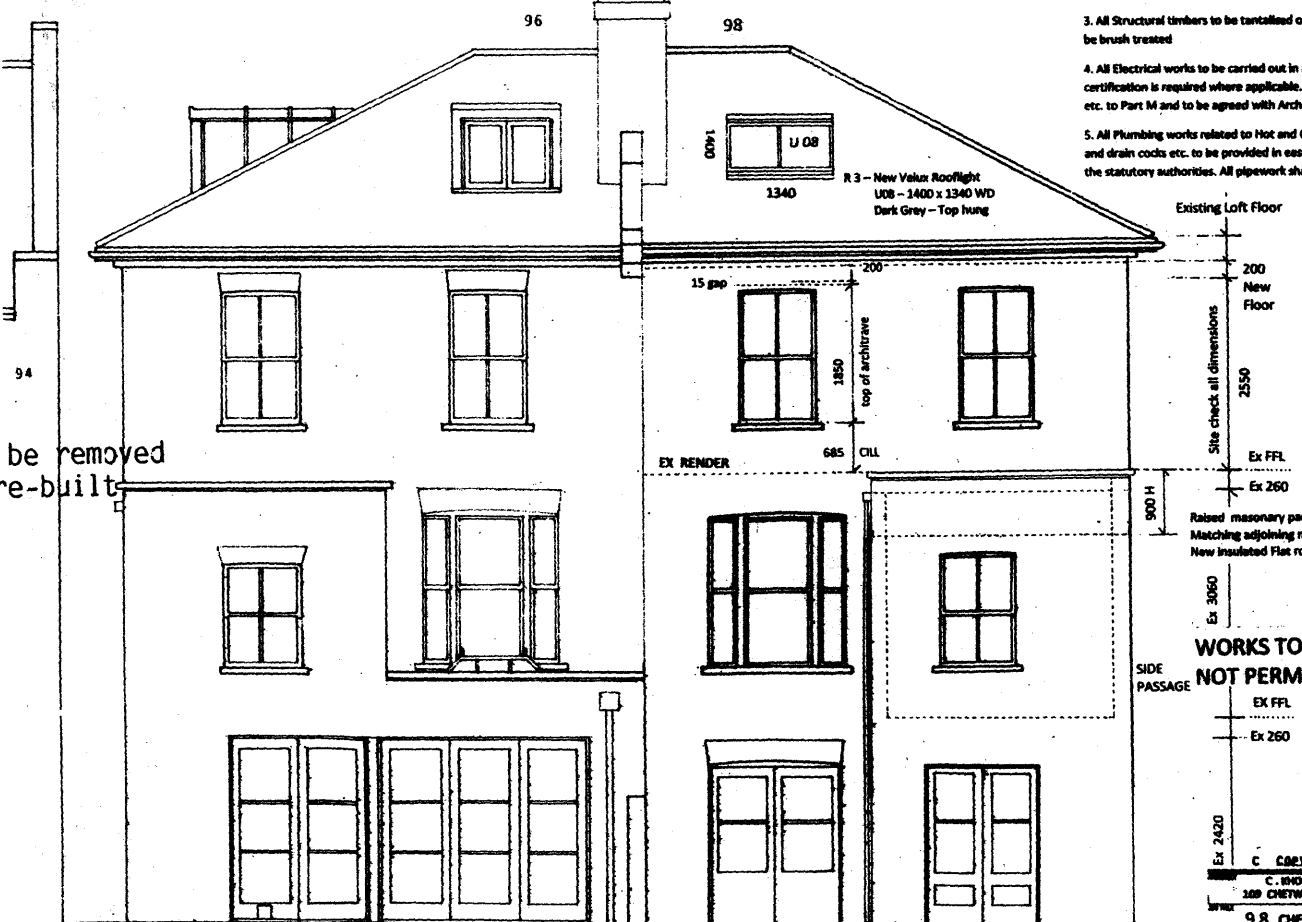 96
98
3. All Structural timbers to be tantalised o
be brush treated
4. All Electrical works to be carried out in
certification is required where applicable.
etc. to Part M and to be agreed with Arch
5. All Plumbing works related to Hot and
and drain cocks etc. to be provided in eas
the statutory authorities. All pipework sha
1400
U 08
1340
R 3 – New Velux Rooflight
U08 – 1400 x 1340 WD
Dark Grey – Top hung
Existing Loft Floor
200
New
Floor
200
15 gap
1850
top of architrave
Site check all dimensions
2550
94
be removed
re-built
EX RENDER
685 CILL
Ex FFL
Ex 260
900 H
Raised masonary pa
Matching adjoining
New insulated Flat ro
Ex 3060
WORKS TO
NOT PERM
SIDE
PASSAGE
EX FFL
Ex 260
Ex 2420
98 CHE